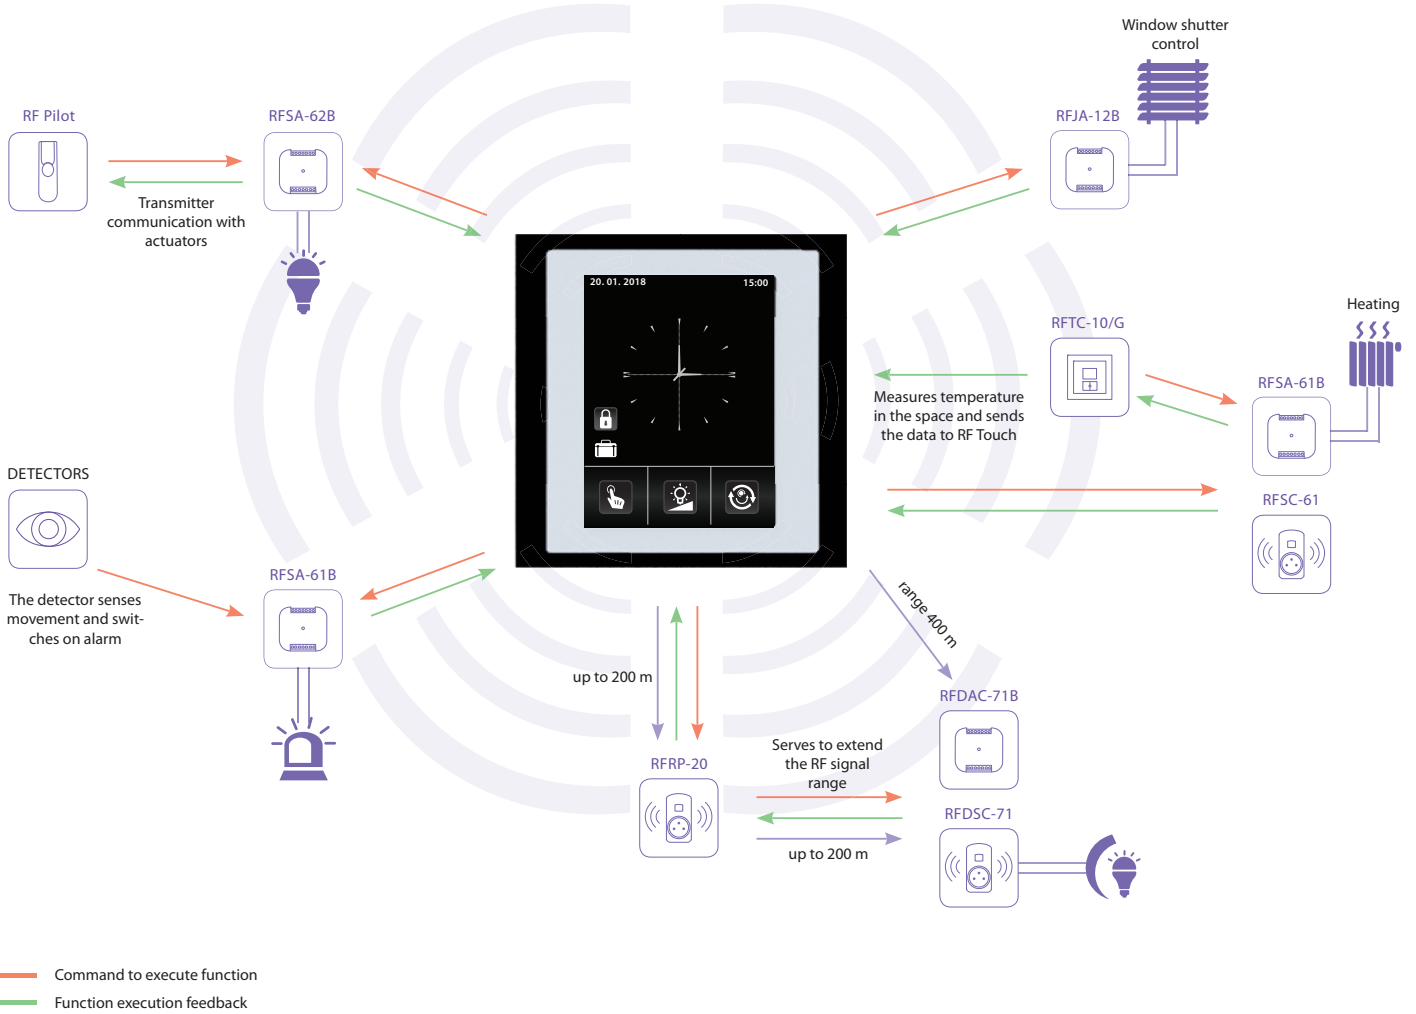 Window shutter
control
RF Pilot
RFSA-62B
RFJA-12B
Transmitter
communication with
actuators
20. 01. 2018
15:00
Heating
RFTC-10/G
RFSA-61B
Measures temperature
in the space and sends
the data to RF Touch
DETECTORS
RFSC-61
RFSA-61B
The detector senses
movement and swit-
ches on alarm
range 400 m
up to 200 m
RFDAC-71B
Serves to extend
the RF signal
range
RFRP-20
RFDSC-71
up to 200 m
Command to execute function
Function execution feedback